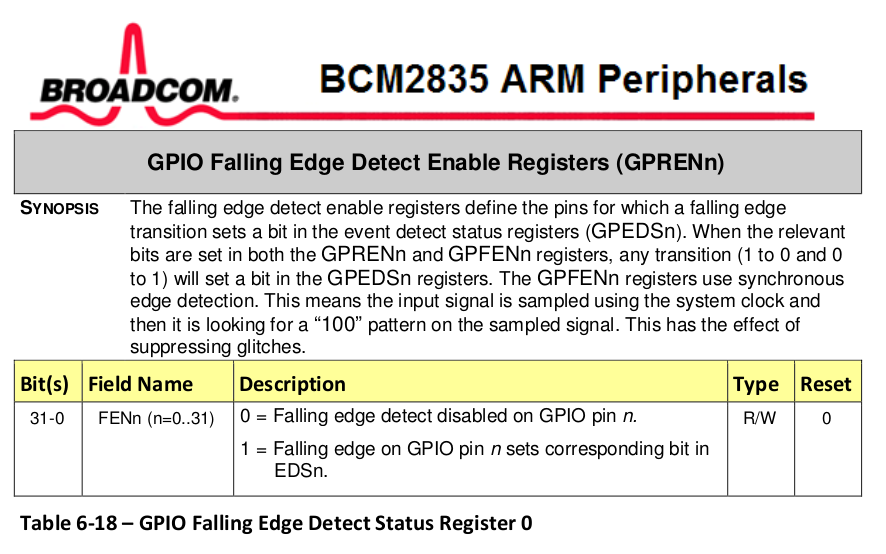 BROADCOM.
BCM2835 ARM Peripherals
GPIO Falling Edge Detect Enable Registers (GPRENn)
SYNOPSIS The falling edge detect enable registers define the pins for which a falling edge
transition sets a bit in the event detect status registers (GPEDSn). When the relevant
bits are set in both the GPRENn and GPFENn registers, any transition (1 to 0 and 0
to 1) will set a bit in the GPEDSn registers. The GPFENn registers use synchronous
edge detection. This means the input signal is sampled using the system clock and
then it is looking for a “100” pattern on the sampled signal. This has the effect of
suppressing glitches.
Bit(s) Field Name Description Type Reset
31-0 FENn (n=0..31) 0 = Falling edge detect disabled on GPIO pin n. R/W 0
1 = Falling edge on GPIO pin n sets corresponding bit in
EDSn.
Table 6-18 – GPIO Falling Edge Detect Status Register 0